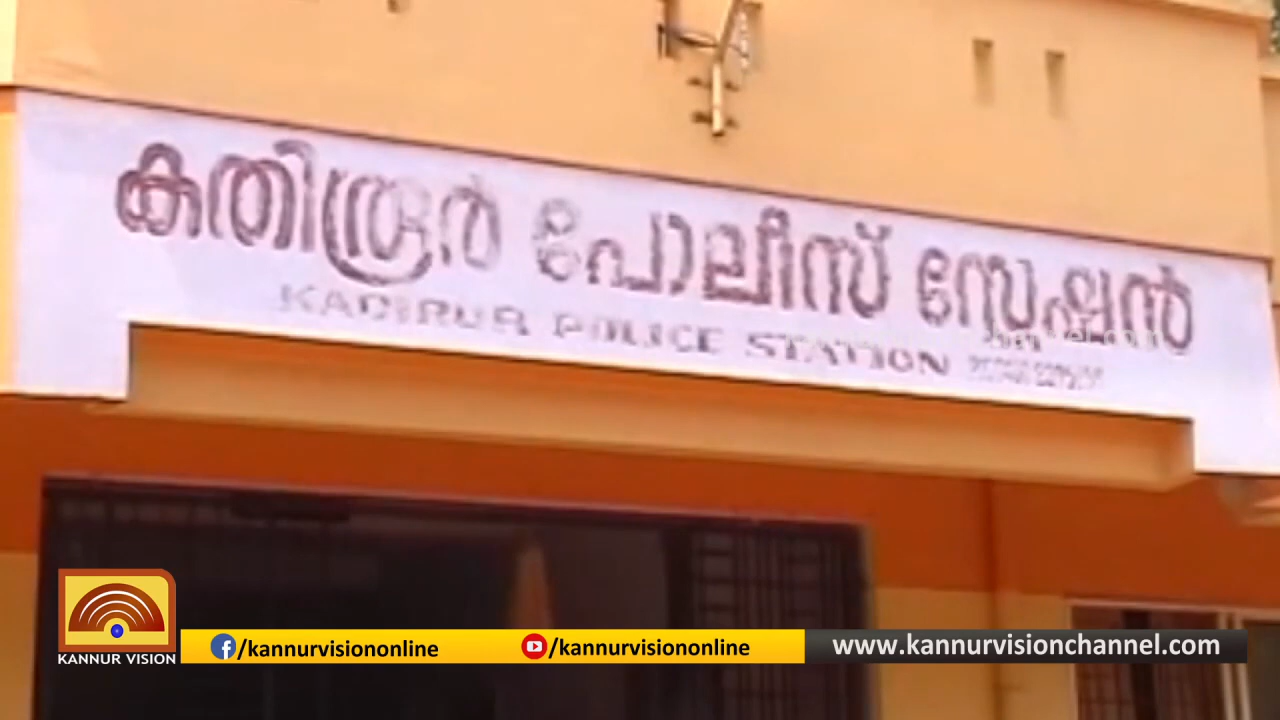 കതിരൂർ പോലീസ് സ്റ്റേഷൻ
KADIRUR POLICE STATION
KANNUR VISION
/kannurvisiononline
/kannurvisiononline
www.kannurvisionchannel.com